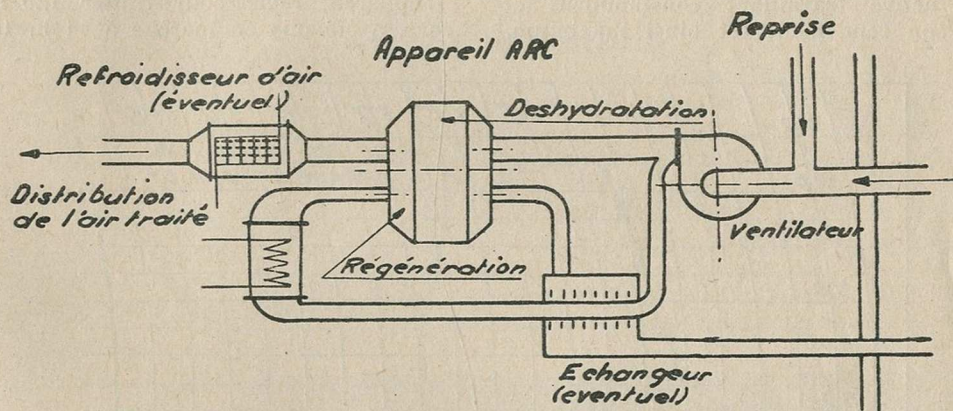 Reprise
Appareil ARC
Refroidisseur d'air
(éventuel)
Deshydratation
Distribution
de l'air traité
Ventilateur
Régénération
Echangeur
(eventuel)